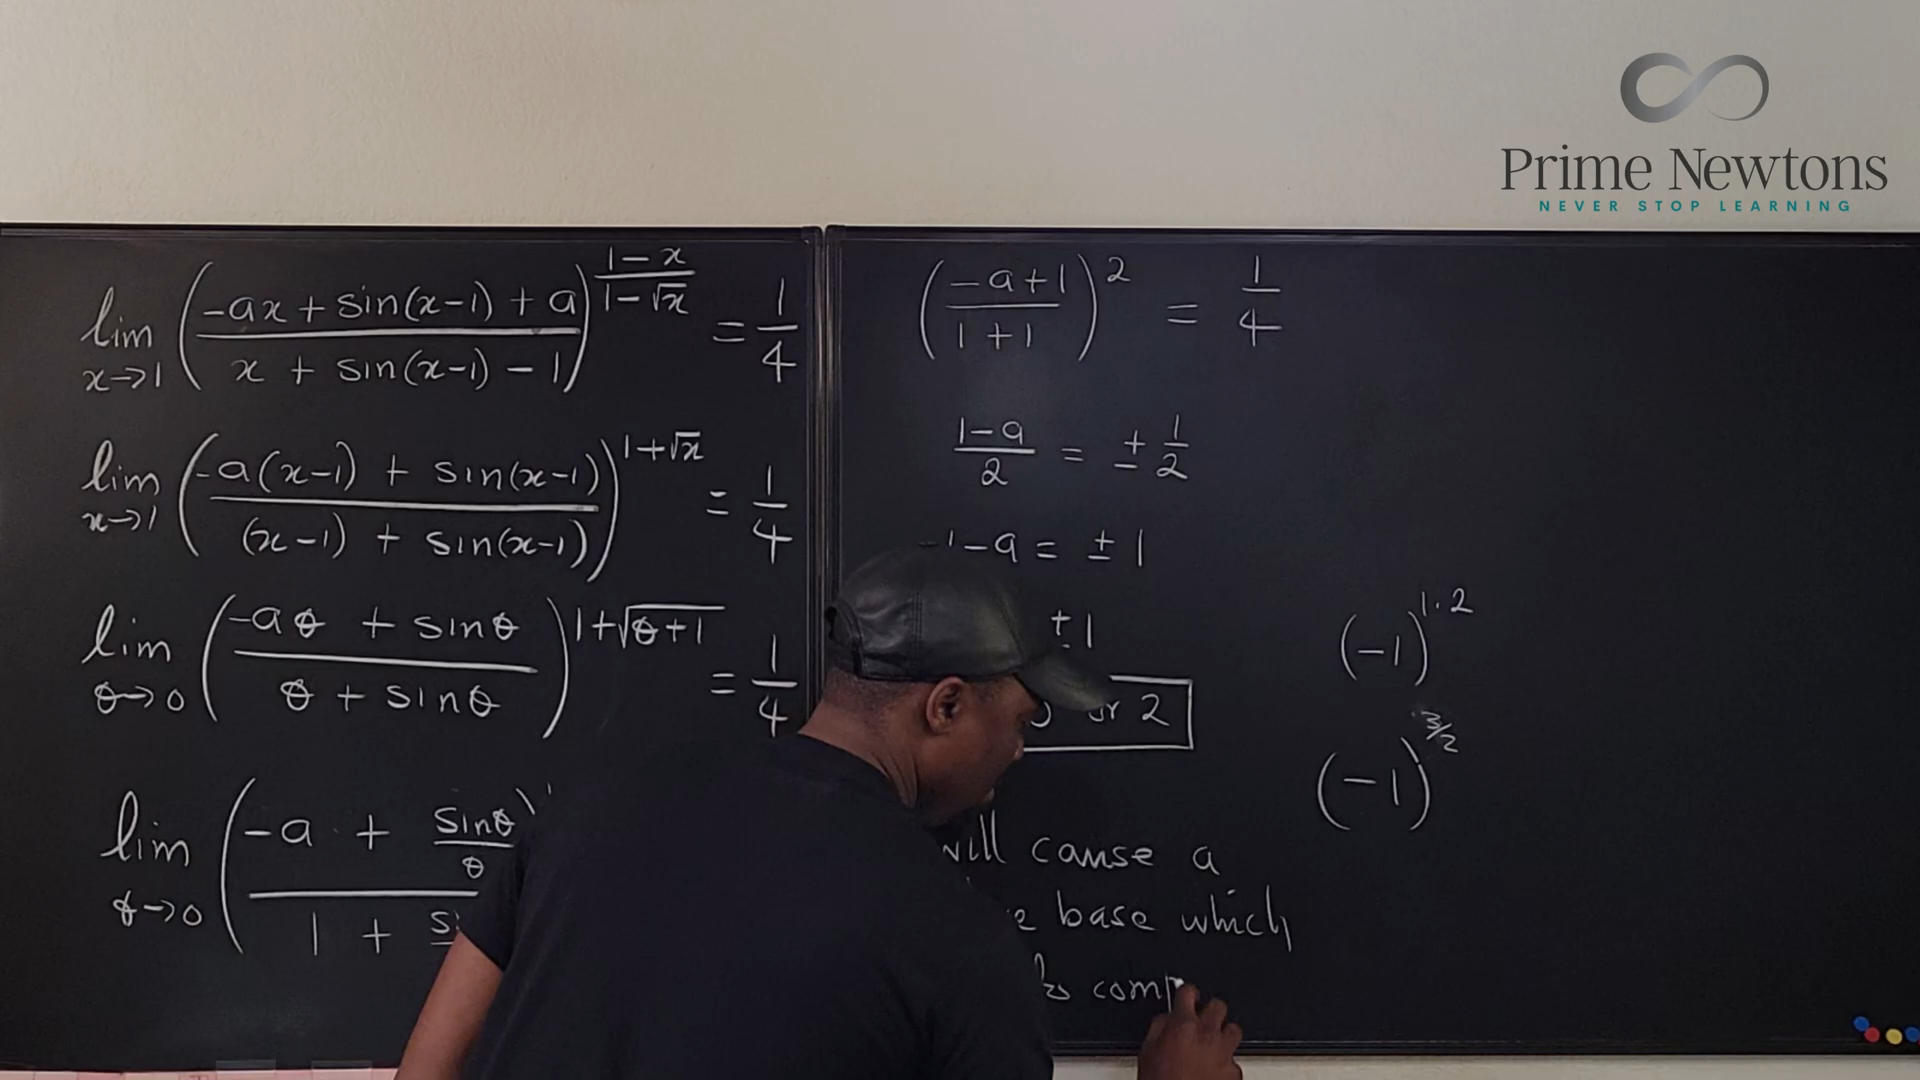 Prime Newtons
NEVER STOP LEARNING
lim x→1 ( (-ax + sin(x-1) + a) / (x + sin(x-1) - 1) )^((1-x)/(1-√x)) = 1/4
lim x→1 ( (-a(x-1) + sin(x-1)) / ((x-1) + sin(x-1)) )^(1+√x) = 1/4
lim θ→0 ( (-aθ + sinθ) / (θ + sinθ) )^(1+√(θ+1)) = 1/4
lim θ→0 ( (-a + sinθ/θ) / (1 +
((-a+1)/(1+1))^2 = 1/4
(1-a)/2 = ± 1/2
1-a = ± 1
± 1
or 2
will cause a
base which
comp
(-1)^1.2
(-1)^3/2